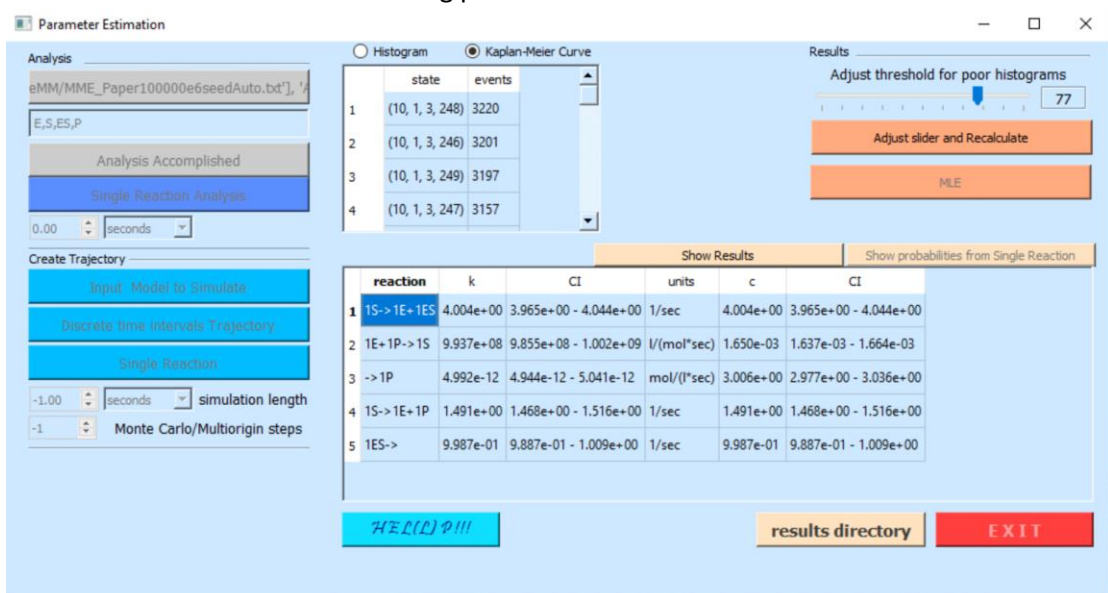 Parameter Estimation
Analysis
eMM/MME_Paper100000e6seedAuto.txt'], 'A
E,S,ES,P
Analysis Accomplished
Single Reaction Analysis
0.00 seconds
Create Trajectory
Input Model to Simulate
Discrete time intervals Trajectory
Single Reaction
-1.00 seconds simulation length
-1 Monte Carlo/Multiorigin steps
Histogram Kaplan-Meier Curve
state events
1 (10, 1, 3, 248) 3220
2 (10, 1, 3, 246) 3201
3 (10, 1, 3, 249) 3197
4 (10, 1, 3, 247) 3157
Results
Adjust threshold for poor histograms
77
Adjust slider and Recalculate
MLE
Show Results Show probabilities from Single Reaction
reaction k CI units c CI
1 1S->1E+1ES 4.004e+00 3.965e+00 - 4.044e+00 1/sec 4.004e+00 3.965e+00 - 4.044e+00
2 1E+1P->1S 9.937e+08 9.855e+08 - 1.002e+09 l/(mol*sec) 1.650e-03 1.637e-03 - 1.664e-03
3 ->1P 4.992e-12 4.944e-12 - 5.041e-12 mol/(l*sec) 3.006e+00 2.977e+00 - 3.036e+00
4 1S->1E+1P 1.491e+00 1.468e+00 - 1.516e+00 1/sec 1.491e+00 1.468e+00 - 1.516e+00
5 1ES-> 9.987e-01 9.887e-01 - 1.009e+00 1/sec 9.987e-01 9.887e-01 - 1.009e+00
HEL(L) P!!!
results directory
EXIT